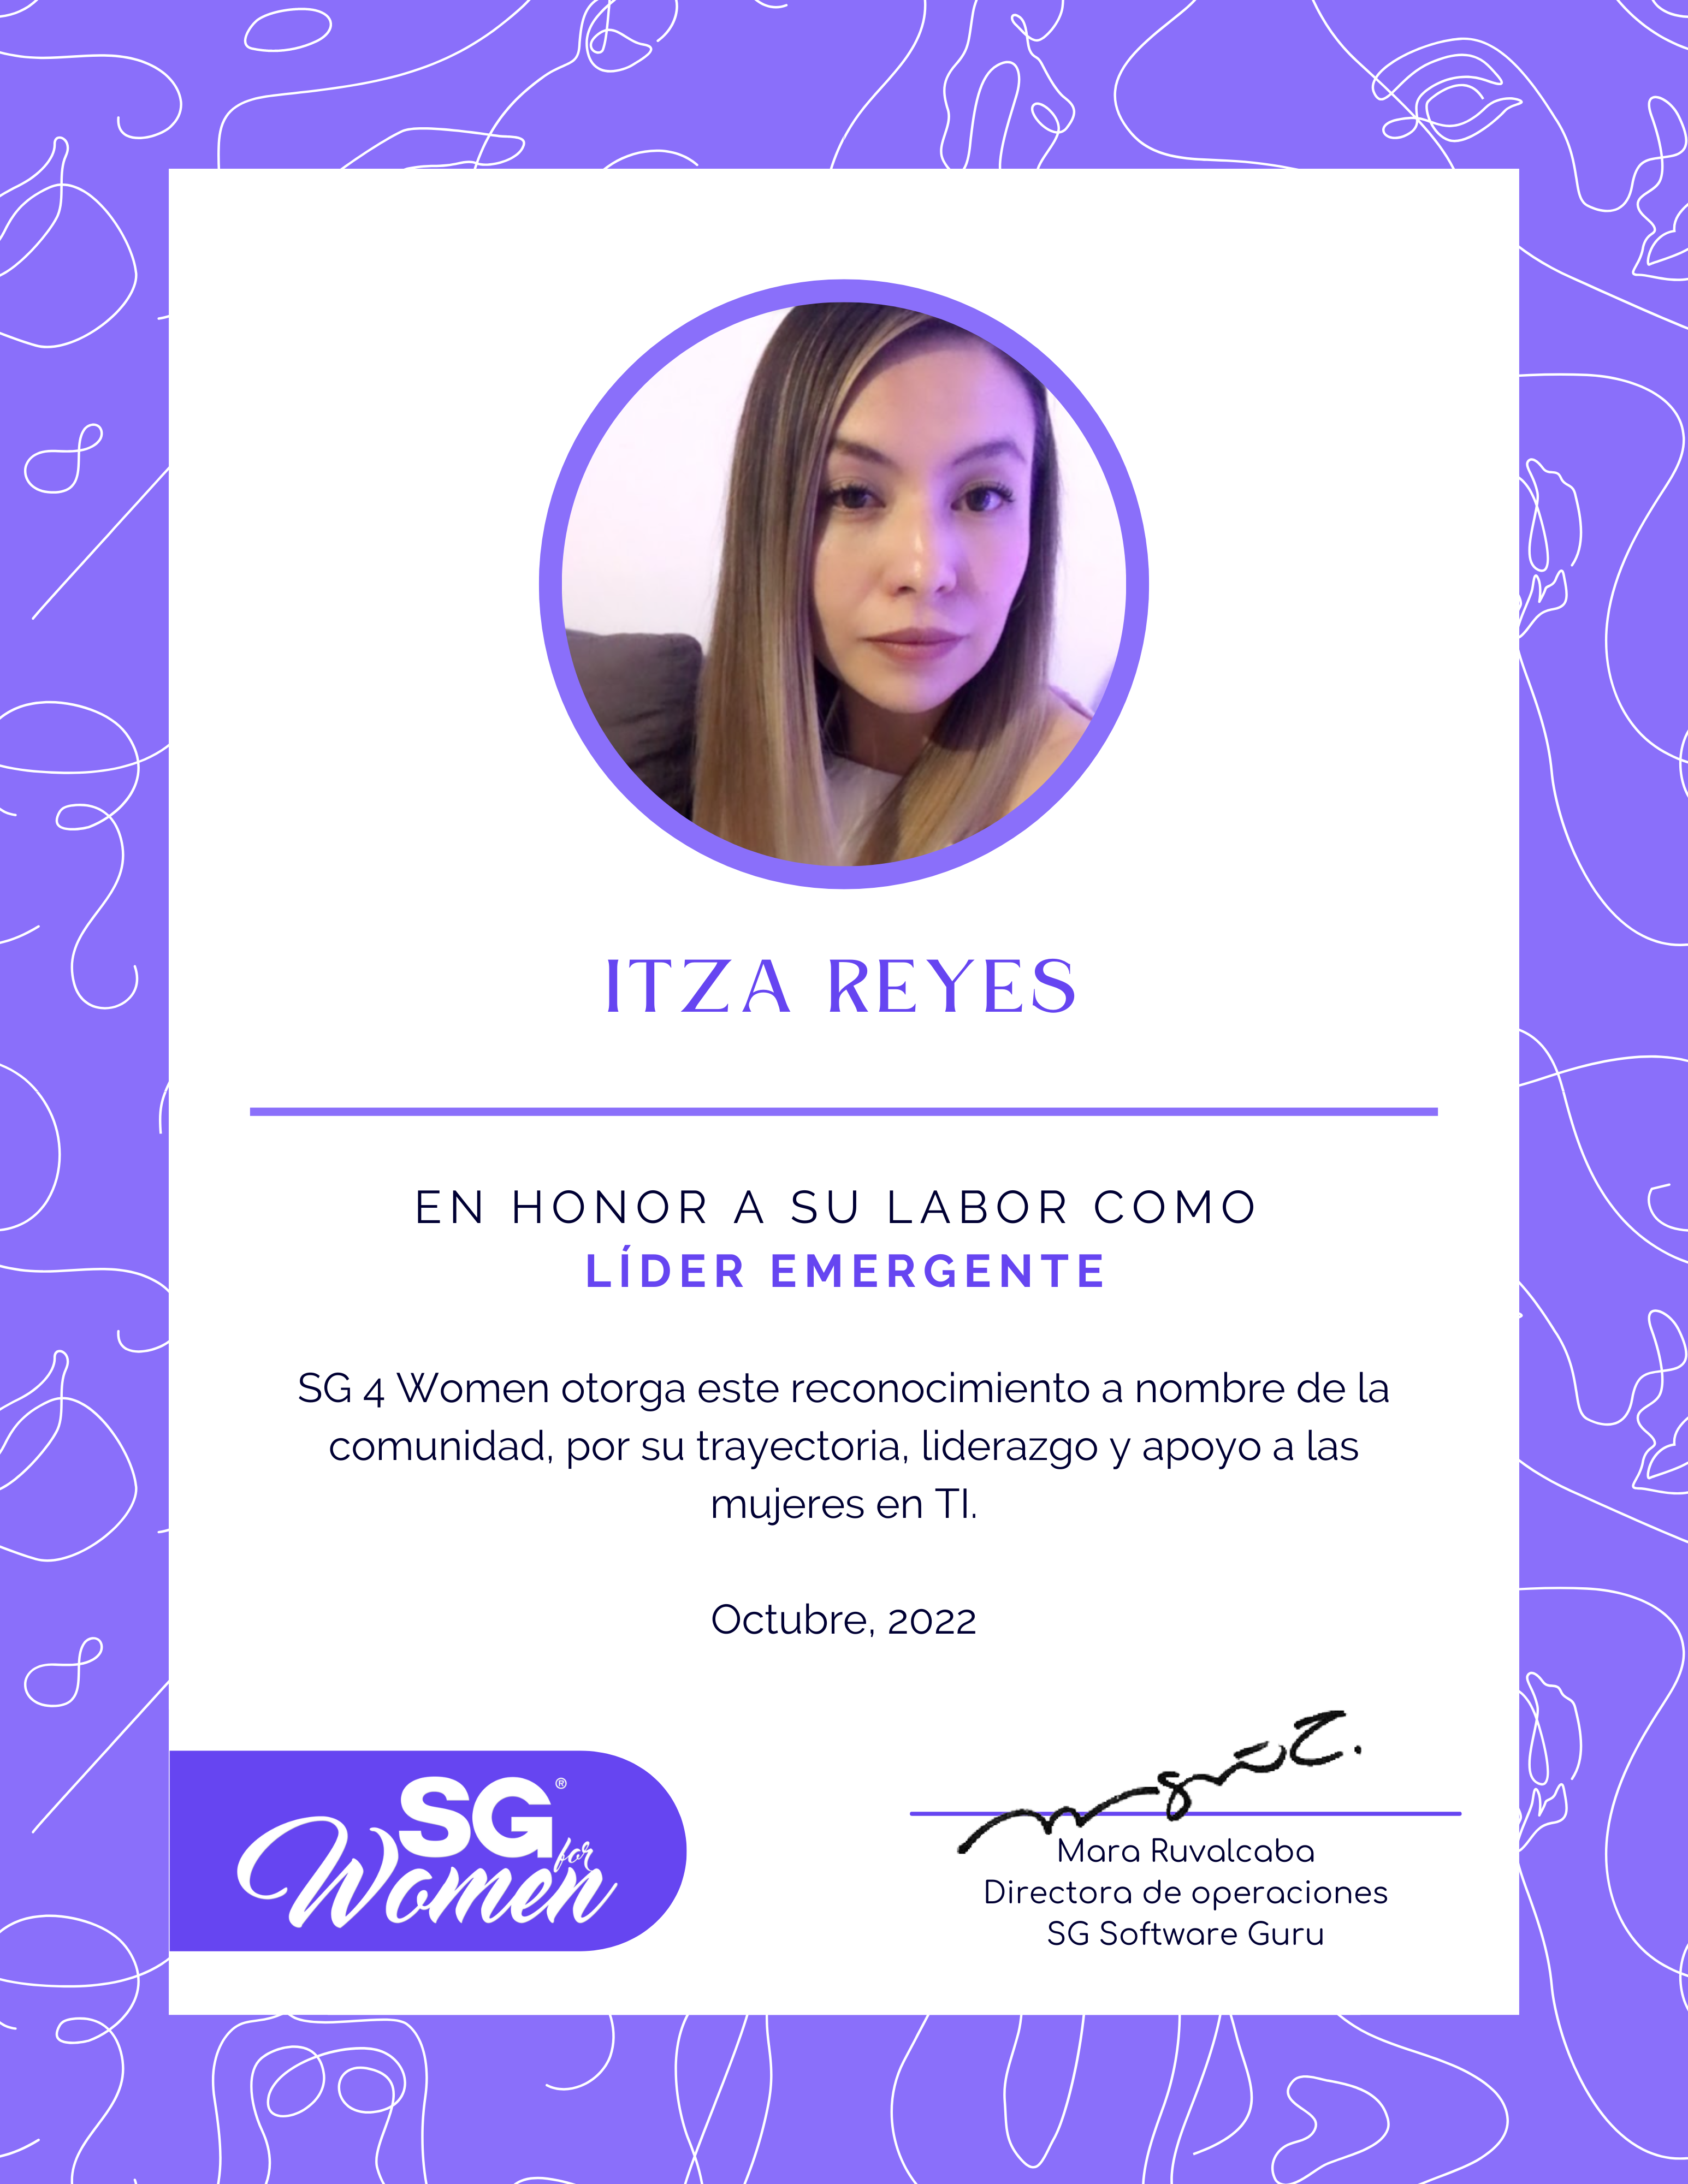 ITZA REYES
EN HONOR A SU LABOR COMO
LÍDER EMERGENTE
SG 4 Women otorga este reconocimiento a nombre de la
comunidad, por su trayectoria, liderazgo y apoyo a las
mujeres en TI.
Octubre, 2022
SG®
for
Women
Mara Ruvalcaba
Directora de operaciones
SG Software Guru